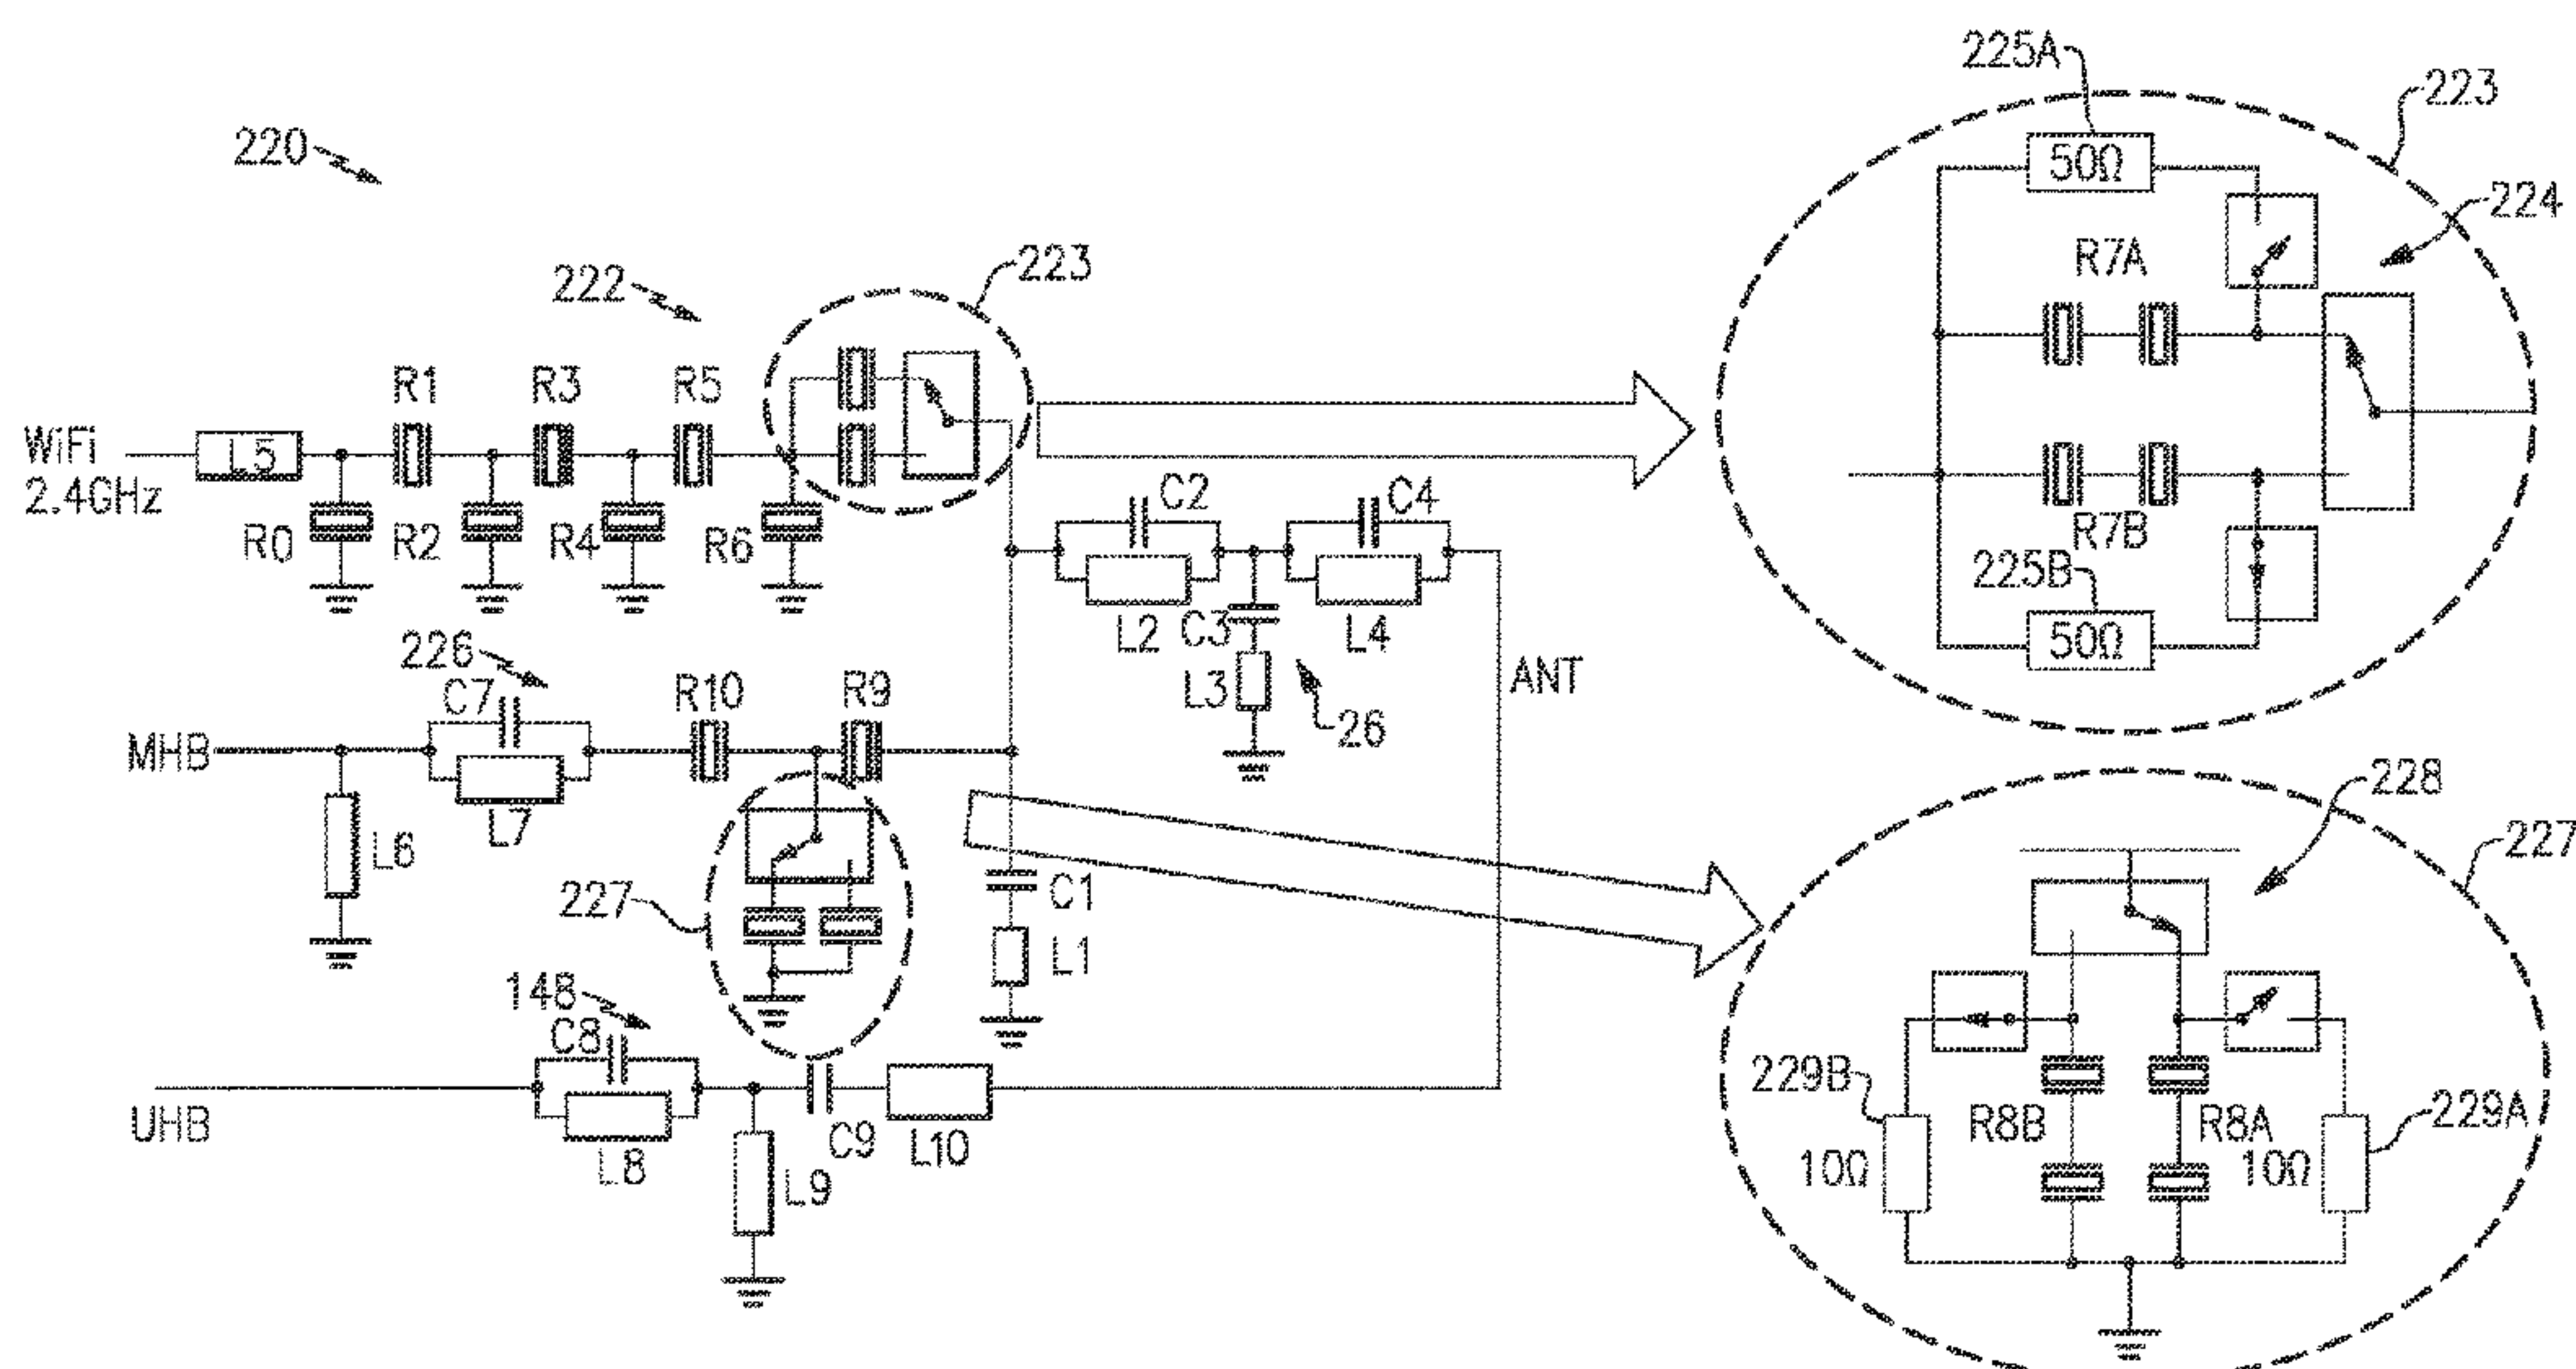 225A
223
220
50Ω
224
223
222
R7A
R1
R3
R5
WiFi
2.4GHz
L5
C2
C4
R0
R2
R4
R6
R7B
225B
L2
C3
L4
50Ω
226
ANT
C7
R10
R9
L3
26
MHB
228
L7
L6
227
227
C1
L1
148
C8
229B
R8B
R8A
229A
UHB
C9
L10
10Ω
10Ω
L8
L9